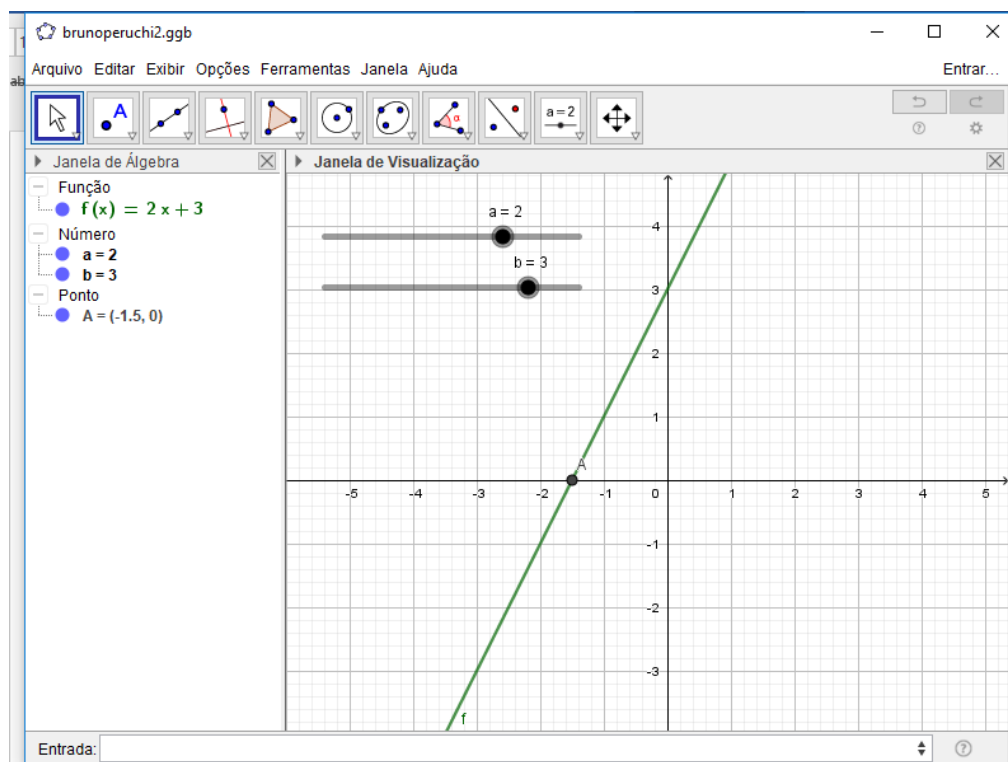 brunoperuchi2.ggb
Arquivo Editar Exibir Opções Ferramentas Janela Ajuda
Entrar...
A
α
a = 2
Janela de Álgebra
Janela de Visualização
Função
f(x) = 2 x + 3
Número
a = 2
b = 3
Ponto
A = (-1.5, 0)
a = 2
b = 3
4
3
2
1
A
-5 -4 -3 -2 -1 0 1 2 3 4 5
-1
-2
-3
f
Entrada: